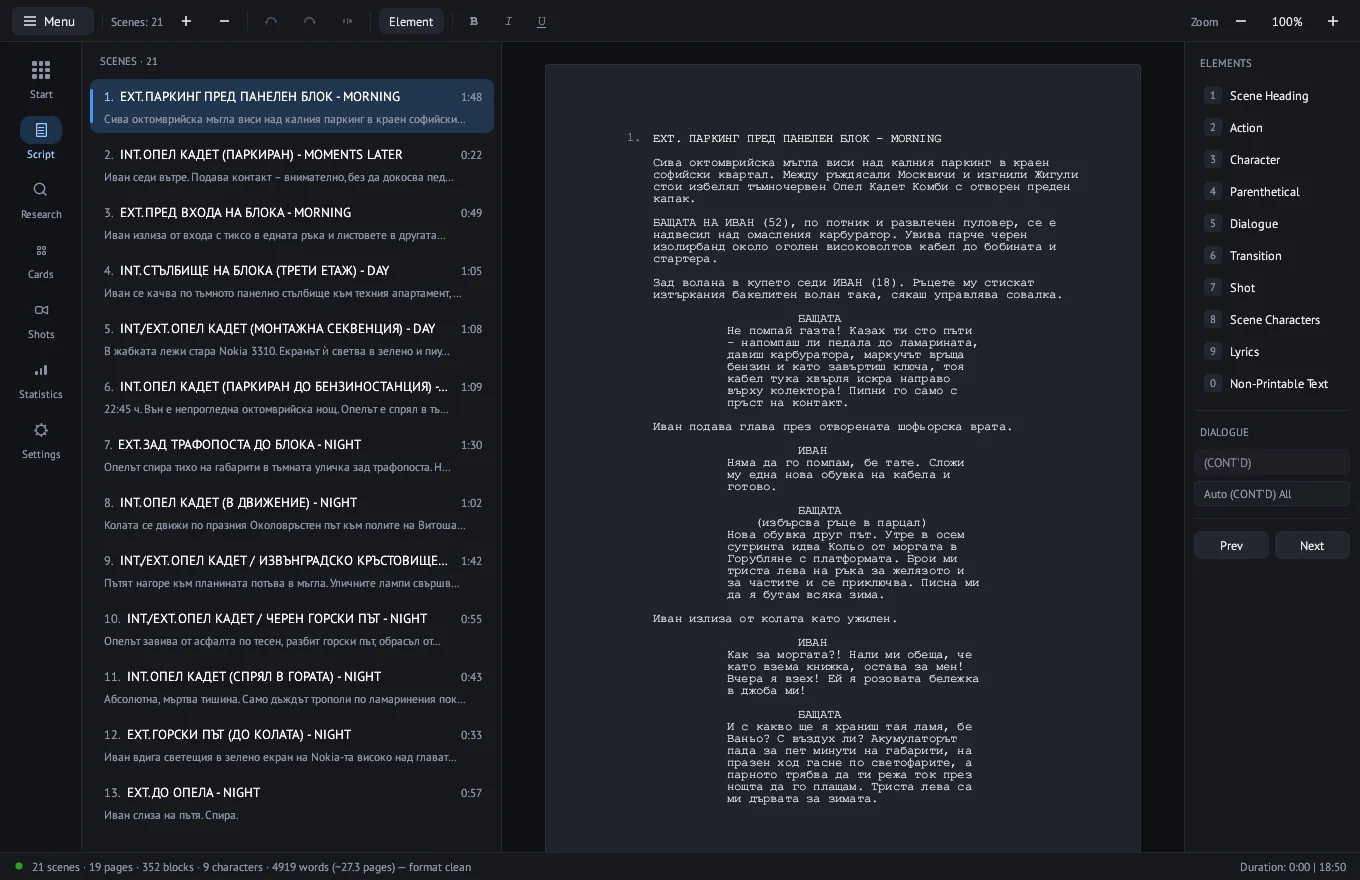 Menu
Scenes: 21
Element
B
I
U
Zoom
100%
Start
Script
Research
Cards
Shots
Statistics
Settings
SCENES · 21
1. EXT.ПАРКИНГ ПРЕД ПАНЕЛЕН БЛОК - MORNING 1:48
Сива октомврийска мъгла виси над калния паркинг в краен софийски...
2. INT.ОПЕЛ КАДЕТ (ПАРКИРАН) - MOMENTS LATER 0:22
Иван седи вътре. Подава контакт – внимателно, без да докосва пед...
3. EXT.ПРЕД ВХОДА НА БЛОКА - MORNING 0:49
Иван излиза от входа с тиксо в едната ръка и листовете в другата...
4. INT.СТЪЛБИЩЕ НА БЛОКА (ТРЕТИ ЕТАЖ) - DAY 1:05
Иван се качва по тъмното панелно стълбище към техния апартамент, ...
5. INT/EXT.ОПЕЛ КАДЕТ (МОНТАЖНА СЕКВЕНЦИЯ) - DAY 1:08
В жабката лежи стара Nokia 3310. Екранът ѝ светва в зелено и пиу...
6. INT.ОПЕЛ КАДЕТ (ПАРКИРАН ДО БЕНЗИНОСТАНЦИЯ) -... 1:09
22:45 ч. Вън е непрогледна октомврийска нощ. Опелът е спрял в тъ...
7. EXT.ЗАД ТРАФОПОСТА ДО БЛОКА - NIGHT 1:30
Опелът спира тихо на габарити в тъмната уличка зад трафопоста. Н...
8. INT.ОПЕЛ КАДЕТ (В ДВИЖЕНИЕ) - NIGHT 1:02
Колата се движи по празния Околовръстен път към полите на Витоша...
9. INT/EXT.ОПЕЛ КАДЕТ / ИЗВЪНГРАДСКО КРЪСТОВИЩЕ... 1:42
Пътят нагоре към планината потъва в мъгла. Уличните лампи свършв...
10. INT/EXT.ОПЕЛ КАДЕТ / ЧЕРЕН ГОРСКИ ПЪТ - NIGHT 0:55
Опелът завива от асфалта по тесен, разбит горски път, обрасъл от...
11. INT.ОПЕЛ КАДЕТ (СПРЯЛ В ГОРАТА) - NIGHT 0:43
Абсолютна, мъртва тишина. Само дъждът трополи по ламаринения пок...
12. EXT.ГОРСКИ ПЪТ (ДО КОЛАТА) - NIGHT 0:33
Иван вдига светещия в зелено екран на Nokia-та високо над глават...
13. EXT.ДО ОПЕЛА - NIGHT 0:57
Иван слиза на пътя. Спира.
1. EXT. ПАРКИНГ ПРЕД ПАНЕЛЕН БЛОК - MORNING
Сива октомврийска мъгла виси над калния паркинг в краен
софийски квартал. Между ръждясали Москвичи и изгнили Жигули
стои избелял тъмночервен Опел Кадет Комби с отворен преден
капак.
БАЩАТА НА ИВАН (52), по потник и развлечен пуловер, се е
надвесил над омасления карбуратор. Увива парче черен
изолирбанд около оголен високоволтов кабел до бобината и
стартера.
Зад волана в купето седи ИВАН (18). Ръцете му стискат
изтъркания бакелитен волан така, сякаш управлява совалка.
БАЩАТА
Не помпай газта! Казах ти сто пъти
– напомпаш ли педала до ламарината,
давиш карбуратора, маркучът връща
бензин и като завъртиш ключа, тоя
кабел тука хвърля искра направо
върху колектора! Пипни го само с
пръст на контакт.
Иван подава глава през отворената шофьорска врата.
ИВАН
Няма да го помпам, бе тате. Сложи
му една нова обувка на кабела и
готово.
БАЩАТА
(избърсва ръце в парцал)
Нова обувка друг път. Утре в осем
сутринта идва Кольо от моргата в
Горубляне с платформата. Брои ми
триста лева на ръка за желязото и
за частите и се приключва. Писна ми
да я бутам всяка зима.
Иван излиза от колата като ужилен.
ИВАН
Как за моргата?! Нали ми обеща, че
като взема книжка, остава за мен!
Вчера я взех! Ей я розовата бележка
в джоба ми!
БАЩАТА
И с какво ще я храниш тая ламя, бе
Ваньо? С въздух ли? Акумулаторът
пада за пет минути на габарити, на
празен ход гасне по светофарите, а
парното трябва да ти режа ток през
нощта да го плащам. Триста лева са
ми дървата за зимата.
ELEMENTS
1 Scene Heading
2 Action
3 Character
4 Parenthetical
5 Dialogue
6 Transition
7 Shot
8 Scene Characters
9 Lyrics
0 Non-Printable Text
DIALOGUE
(CONT'D)
Auto (CONT'D) All
Prev
Next
21 scenes · 19 pages · 352 blocks · 9 characters · 4919 words (~27.3 pages) — format clean
Duration: 0:00 | 18:50